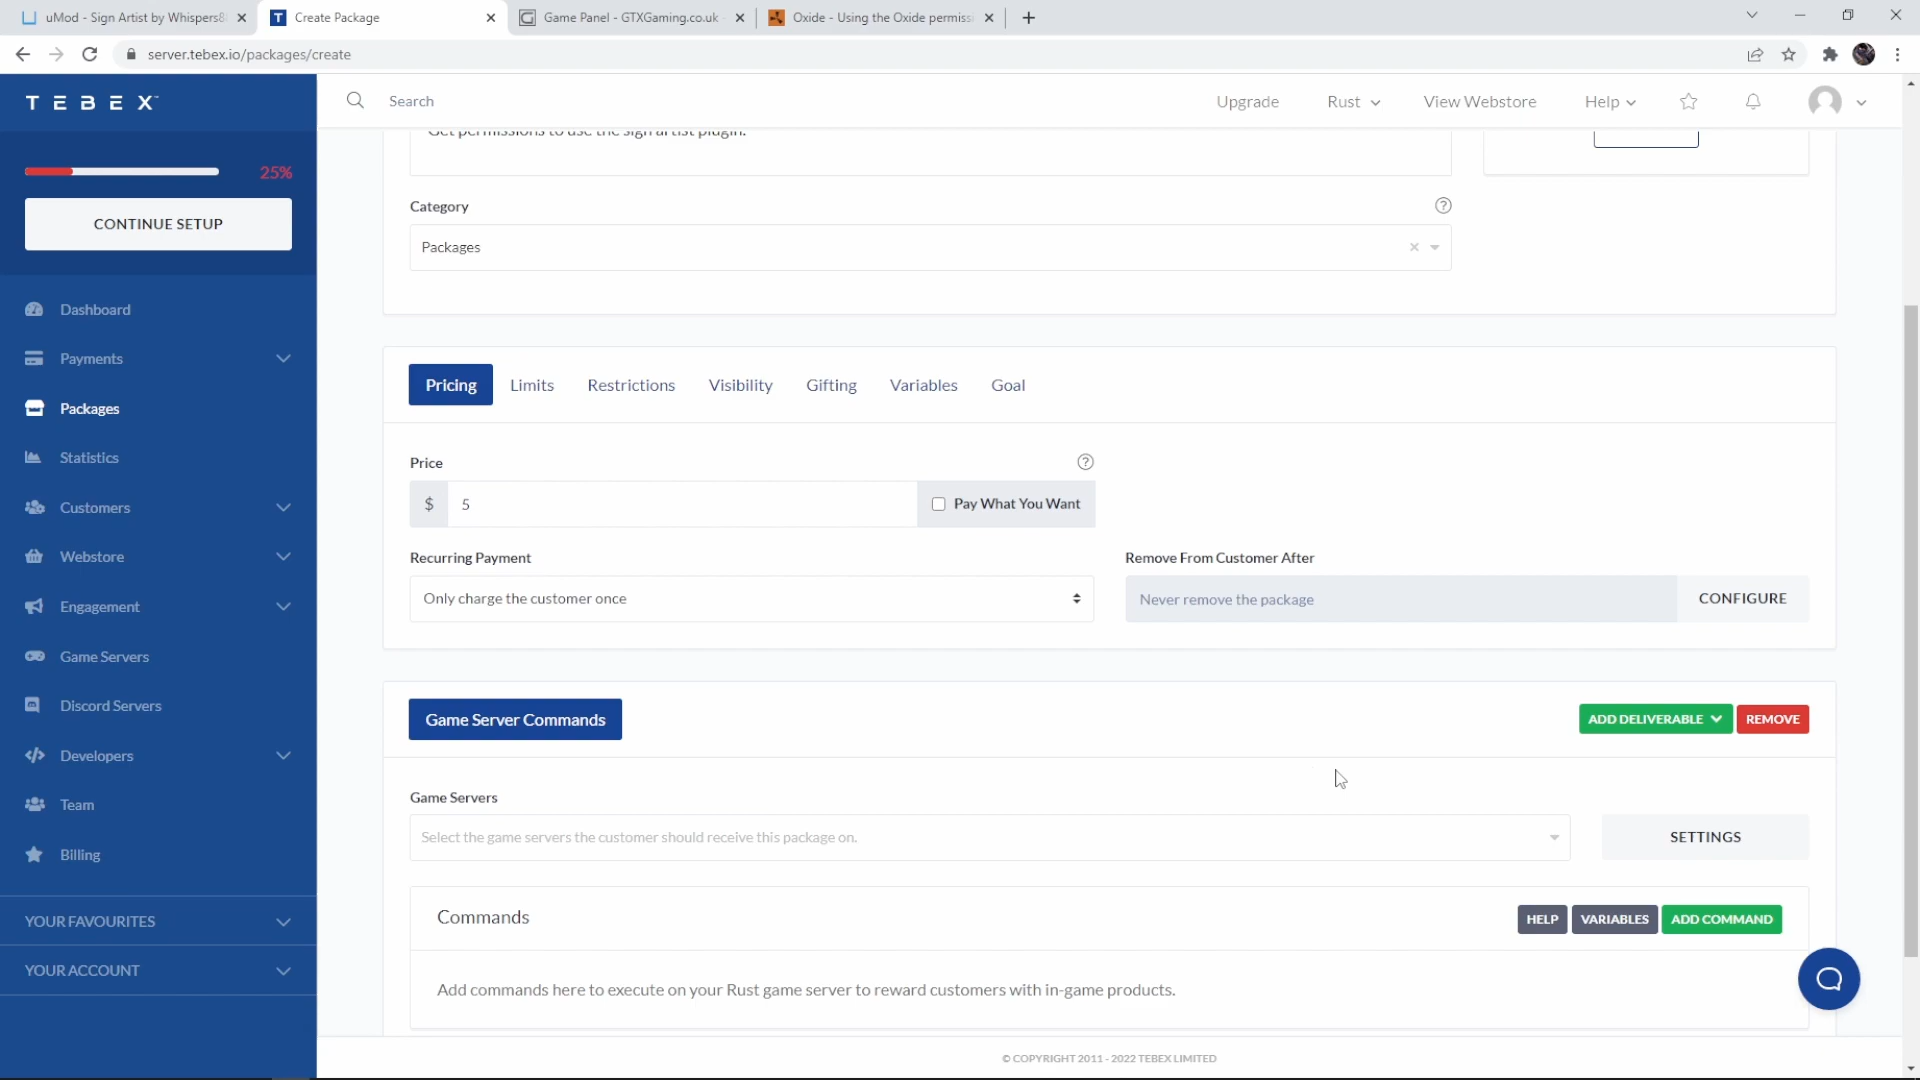 uMod - Sign Artist by Whispers8
Create Package
Game Panel - GTXGaming.co.uk
Oxide - Using the Oxide permiss
server.tebex.io/packages/create
TEBEX
Search
Upgrade
Rust
View Webstore
Help
25%
CONTINUE SETUP
Dashboard
Payments
Packages
Statistics
Customers
Webstore
Engagement
Game Servers
Discord Servers
Developers
Team
Billing
YOUR FAVOURITES
YOUR ACCOUNT
Get permissions to use the sign artist plugin.
Category
Packages
Pricing
Limits
Restrictions
Visibility
Gifting
Variables
Goal
Price
$ 5
Pay What You Want
Recurring Payment
Only charge the customer once
Remove From Customer After
Never remove the package
CONFIGURE
Game Server Commands
ADD DELIVERABLE
REMOVE
Game Servers
Select the game servers the customer should receive this package on.
SETTINGS
Commands
HELP
VARIABLES
ADD COMMAND
Add commands here to execute on your Rust game server to reward customers with in-game products.
© COPYRIGHT 2011 - 2022 TEBEX LIMITED